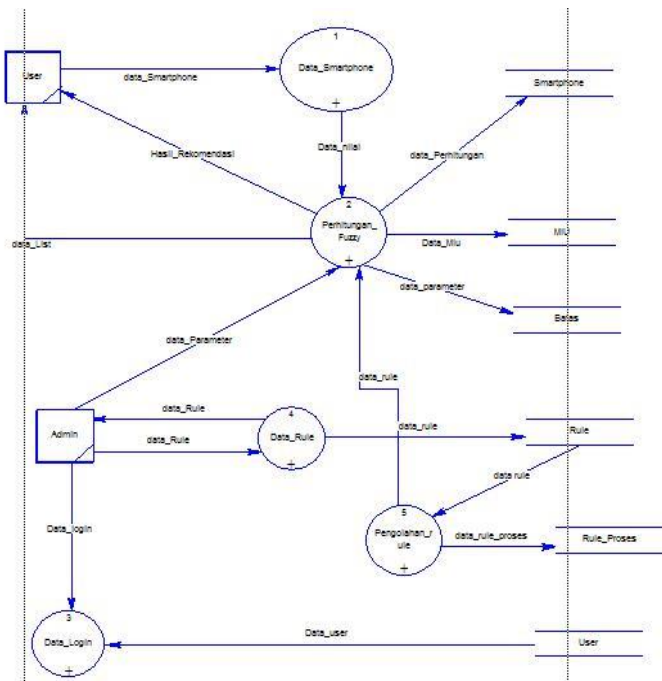 1
User
data_Smartphone
Data_Smartphone
Smartphone
+
Hasil_Rekomendasi
Data_nilai
data_Perhitungan
2
Perhitungan_
Fuzzy
+
data_List
Data_Miu
MIU
data_parameter
Batas
data_Parameter
data_rule
data_Rule
4
Admin
Data_Rule
data_rule
Rule
data_Rule
+
data rule
5
Pengolahan_r
ule
+
data_rule_proses
Rule_Proses
Data_login
3
Data_Login
+
Data_user
User